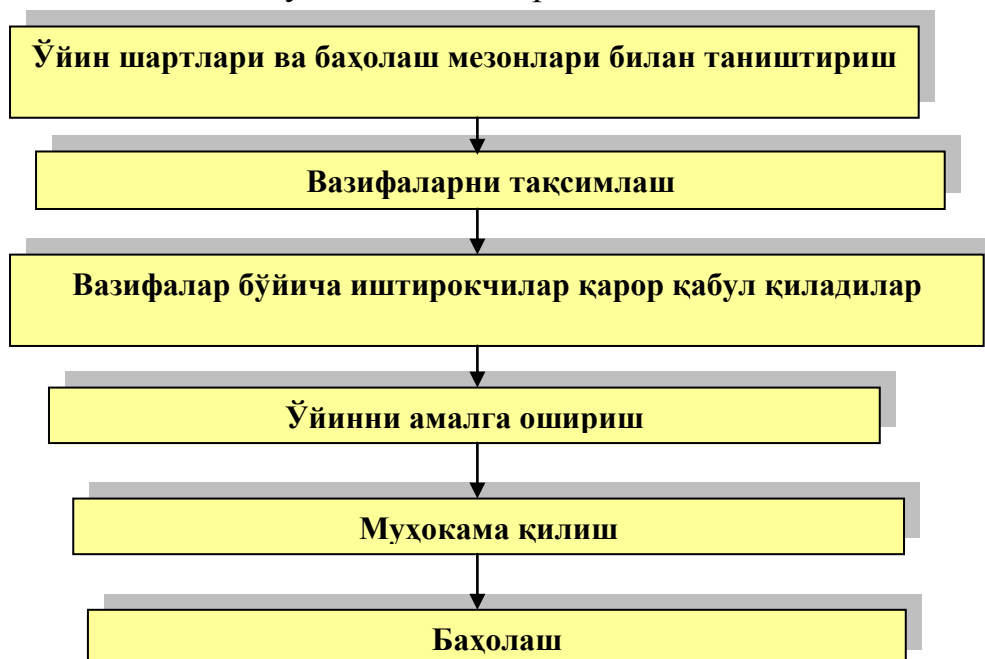 Ўйин шартлари ва баҳолаш мезонлари билан таништириш
Вазифаларни тақсимлаш
Вазифалар бўйича иштирокчилар қарор қабул қиладилар
Ўйинни амалга ошириш
Муҳокама қилиш
Баҳолаш